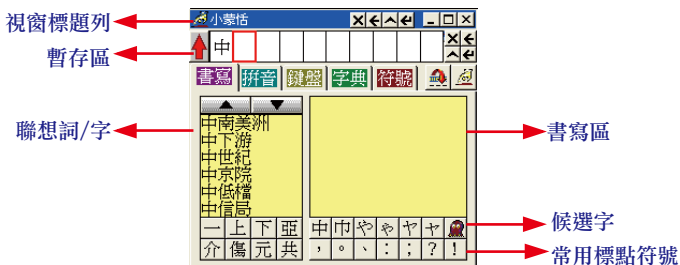 視窗標題列
小蒙恬
暫存區
中
書寫 拼音 鍵盤 字典 符號
聯想詞/字
中南美洲
中下游
中世紀
中京院
中低檔
中信局
書寫區
一 上 下 亞
中 巾 や ゃ ヤ ャ
候選字
介 傷 元 共
, 。 、 : ; ? !
常用標點符號